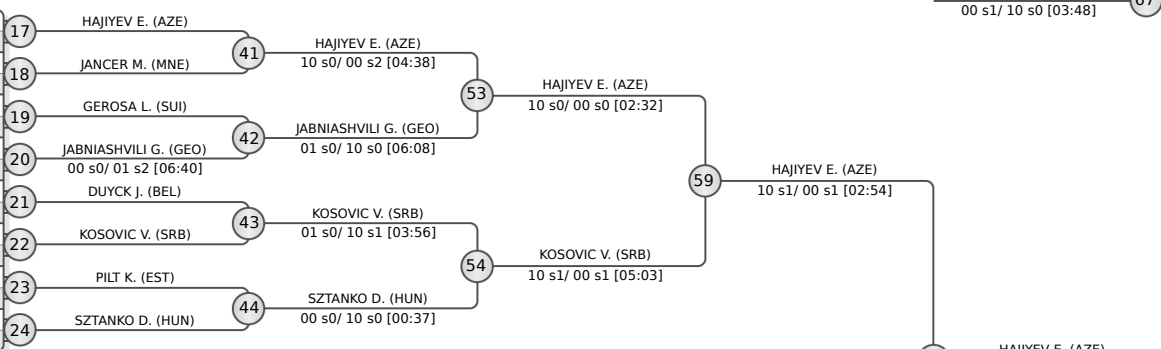 67
00 s1/ 10 s0 [03:48]
17
HAJIYEV E. (AZE)
18
JANCER M. (MNE)
41
HAJIYEV E. (AZE)
10 s0/ 00 s2 [04:38]
19
GEROSA L. (SUI)
20
JABNIASHVILI G. (GEO)
00 s0/ 01 s2 [06:40]
42
JABNIASHVILI G. (GEO)
01 s0/ 10 s0 [06:08]
53
HAJIYEV E. (AZE)
10 s0/ 00 s0 [02:32]
21
DUYCK J. (BEL)
22
KOSOVIC V. (SRB)
43
KOSOVIC V. (SRB)
01 s0/ 10 s1 [03:56]
23
PILT K. (EST)
24
SZTANKO D. (HUN)
44
SZTANKO D. (HUN)
00 s0/ 10 s0 [00:37]
54
KOSOVIC V. (SRB)
10 s1/ 00 s1 [05:03]
59
HAJIYEV E. (AZE)
10 s1/ 00 s1 [02:54]
HAJIYEV E. (AZE)